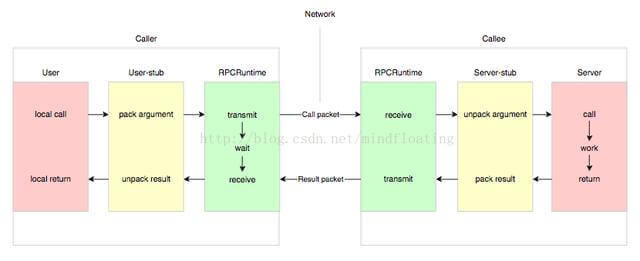 Network
Caller
Callee
User
User-stub
RPCRuntime
RPCRuntime
Server-stub
Server
local call
pack argument
transmit
Call packet
receive
unpack argument
call
http://blog.csdn.net/mindfloating
wait
work
local return
unpack result
receive
Result packet
transmit
pack result
return